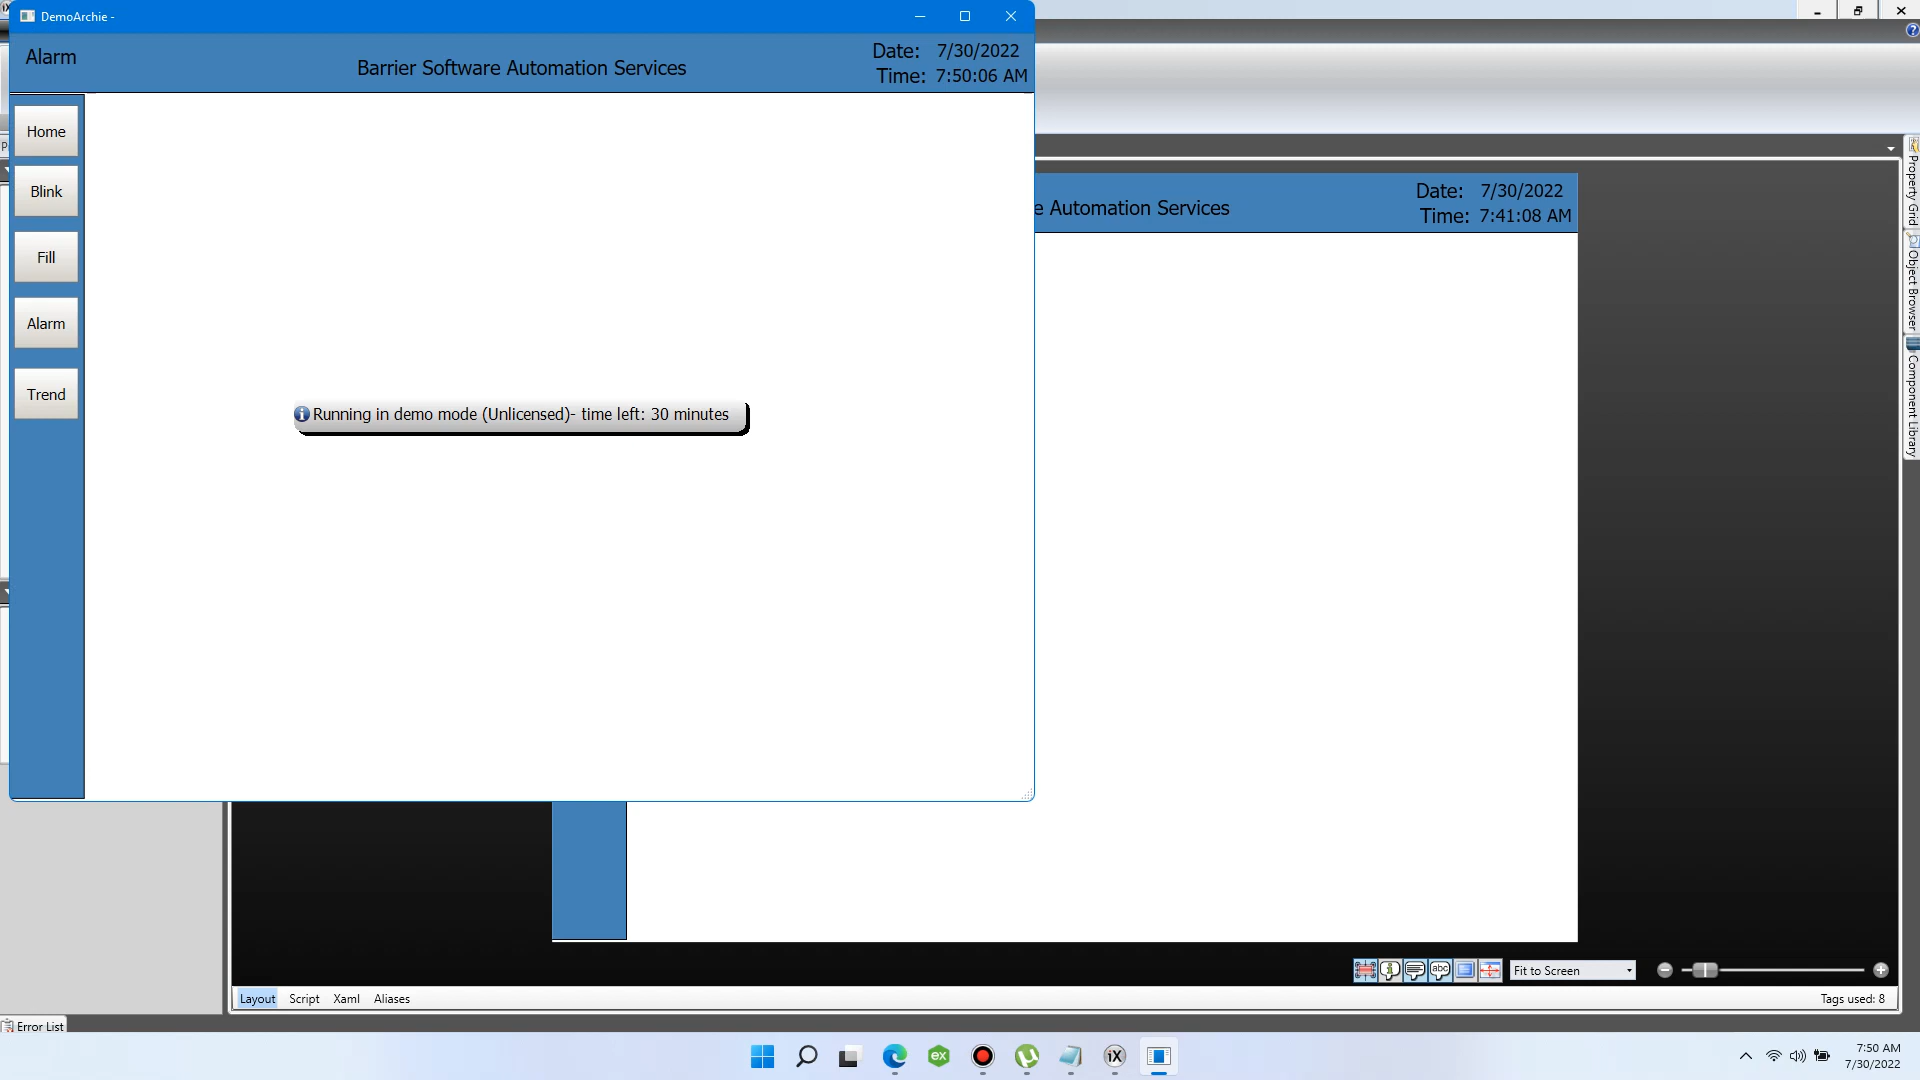 DemoArchie -
Alarm
Barrier Software Automation Services
Date: 7/30/2022
Time: 7:50:06 AM
Home
Blink
Fill
Alarm
Trend
Running in demo mode (Unlicensed)- time left: 30 minutes
e Automation Services
Date: 7/30/2022
Time: 7:41:08 AM
Property Grid
Object Browser
Component Library
abc
Fit to Screen
Layout
Script
Xaml
Aliases
Tags used: 8
Error List
ex
iX
7:50 AM
7/30/2022